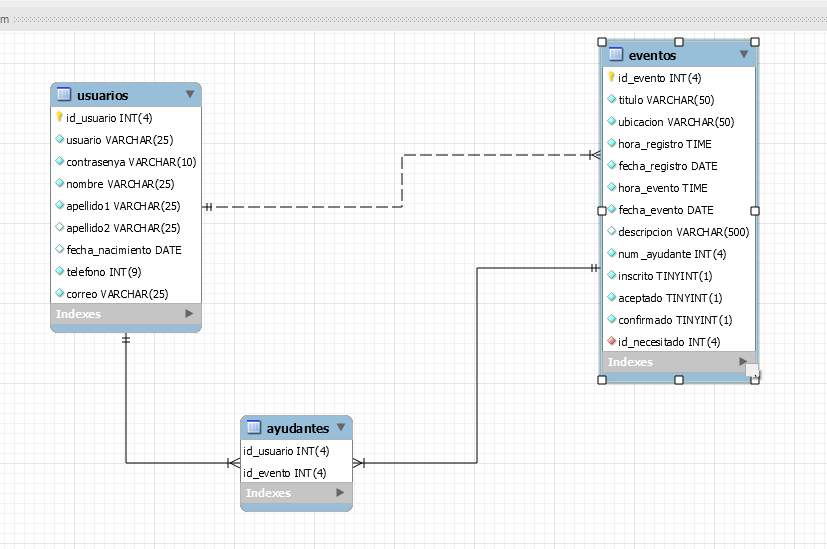 m
usuarios
id_usuario INT(4)
usuario VARCHAR(25)
contrasenya VARCHAR(10)
nombre VARCHAR(25)
apellido1 VARCHAR(25)
apellido2 VARCHAR(25)
fecha_nacimiento DATE
telefono INT(9)
correo VARCHAR(25)
Indexes
eventos
id_evento INT(4)
titulo VARCHAR(50)
ubicacion VARCHAR(50)
hora_registro TIME
fecha_registro DATE
hora_evento TIME
fecha_evento DATE
descripcion VARCHAR(500)
num_ayudante INT(4)
inscrito TINYINT(1)
aceptado TINYINT(1)
confirmado TINYINT(1)
id_necesitado INT(4)
Indexes
ayudantes
id_usuario INT(4)
id_evento INT(4)
Indexes